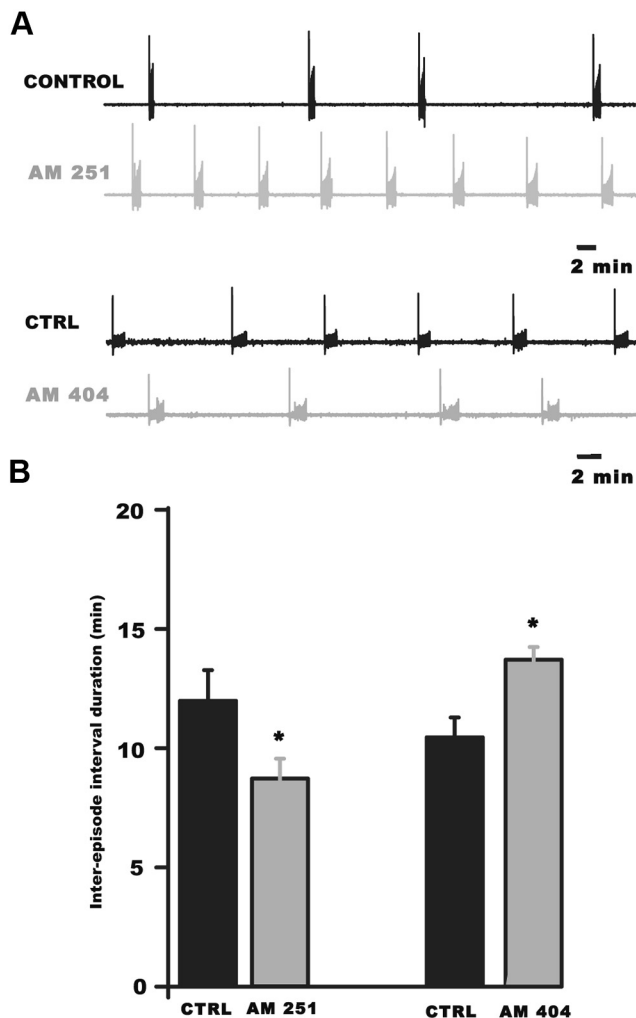 A
CONTROL
AM 251
2 min
CTRL
AM 404
2 min
B
Inter-episode interval duration (min)
20
15
10
5
0
*
*
CTRL AM 251 CTRL AM 404